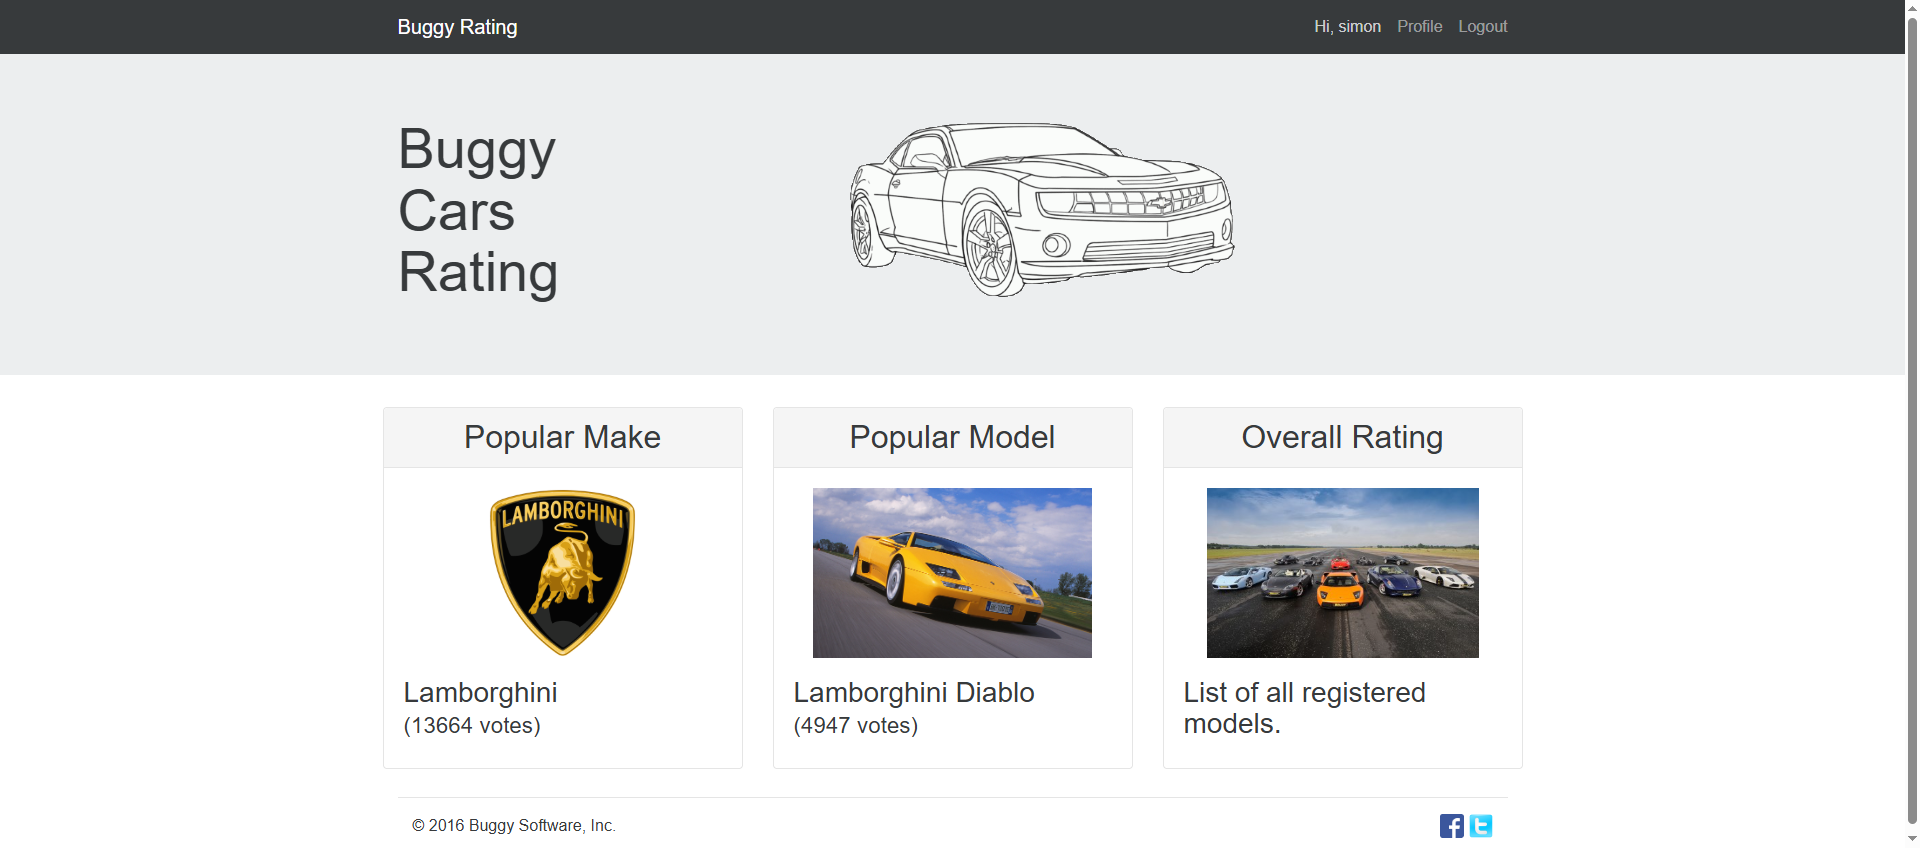 Buggy Rating
Hi, simon Profile Logout
Buggy
Cars
Rating
Popular Make
LAMBORGHINI
Lamborghini
(13664 votes)
Popular Model
Lamborghini Diablo
(4947 votes)
Overall Rating
List of all registered
models.
© 2016 Buggy Software, Inc.